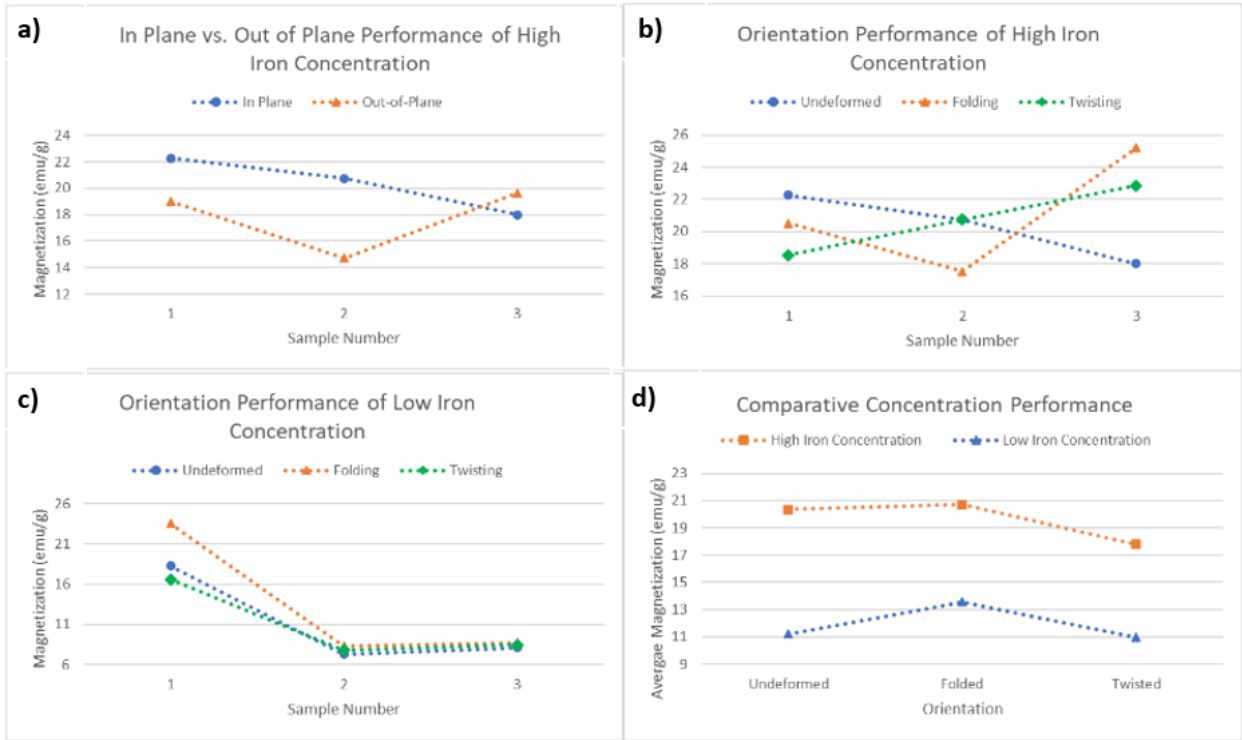 a)
In Plane vs. Out of Plane Performance of High
Iron Concentration
In Plane Out-of-Plane
Magnetization (emu/g)
24
22
20
18
16
14
12
1 2 3
Sample Number
b)
Orientation Performance of High Iron
Concentration
Undeformed Folding Twisting
Magnetization (emu/g)
26
24
22
20
18
16
1 2 3
Sample Number
c)
Orientation Performance of Low Iron
Concentration
Undeformed Folding Twisting
Magnetization (emu/g)
26
21
16
11
6
1 2 3
Sample Number
d)
Comparative Concentration Performance
High Iron Concentration Low Iron Concentration
Avergae Magnetization (emu/g)
23
21
19
17
15
13
11
9
Undeformed Folded Twisted
Orientation